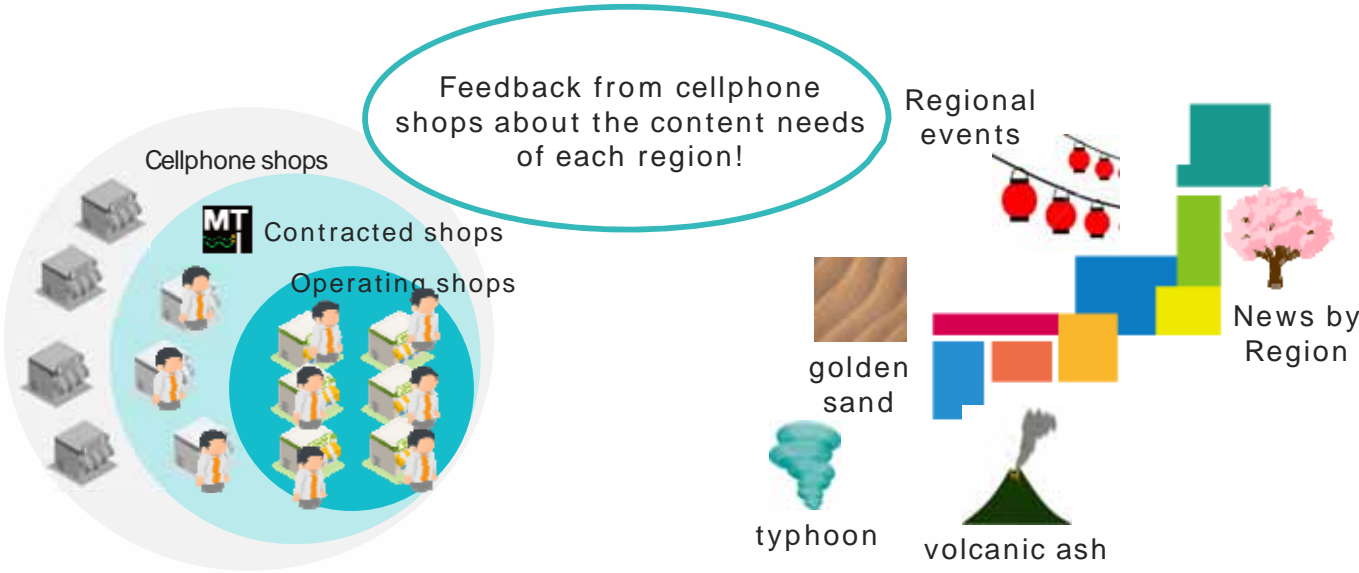 Feedback from cellphone
shops about the content needs
of each region!
Cellphone shops
MT
I
Contracted shops
Operating shops
Regional
events
News by
Region
golden
sand
typhoon
volcanic ash